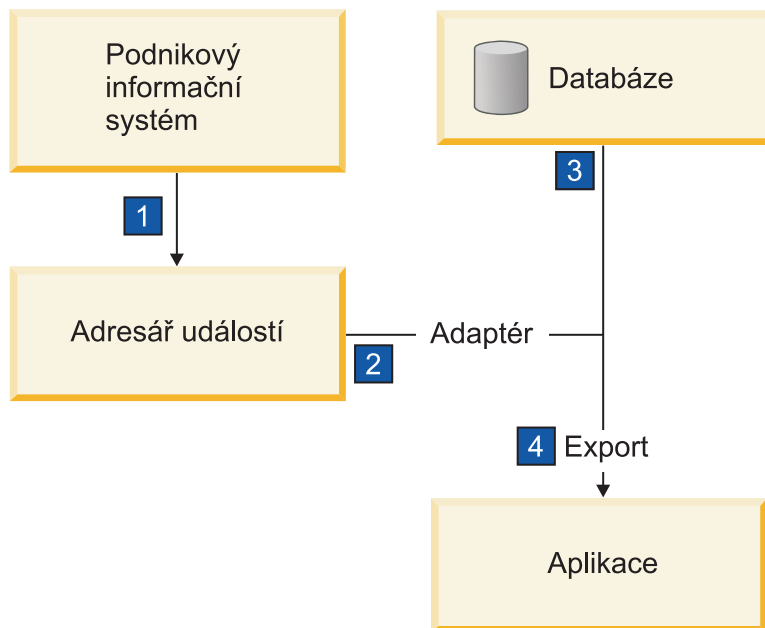 Podnikový
informační
systém
Databáze
1
3
Adresář událostí
Adaptér
2
4 Export
Aplikace